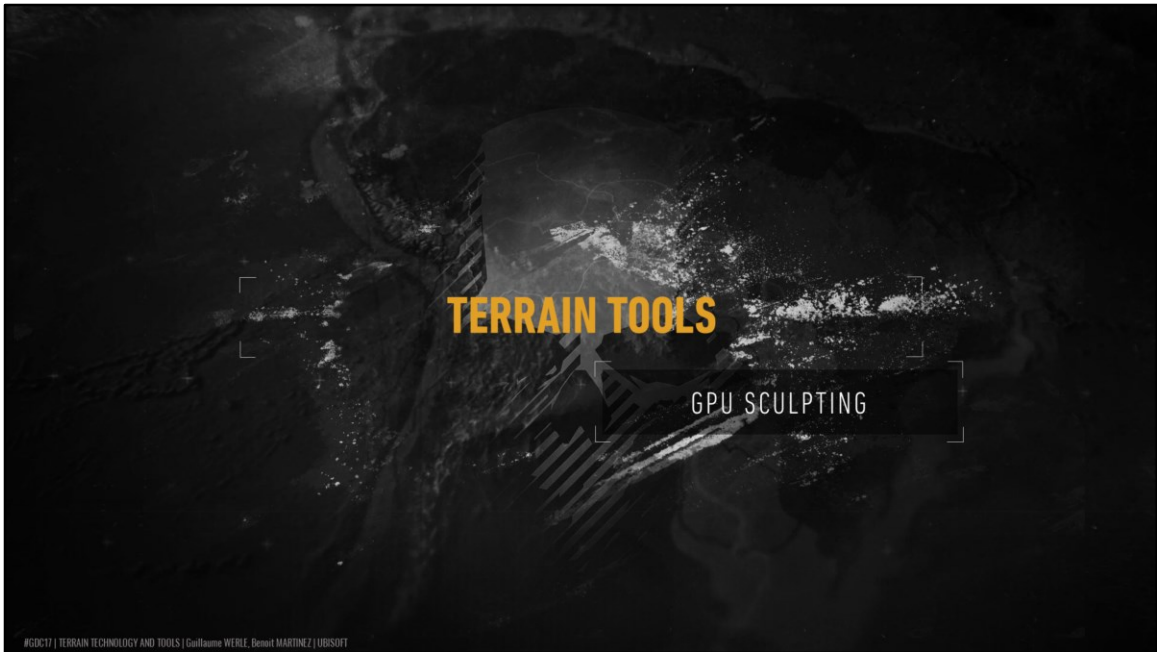 TERRAIN TOOLS
GPU SCULPTING
#GDC17 | TERRAIN TECHNOLOGY AND TOOLS | Guillaume WERLE, Benoit MARTINEZ | UBISOFT